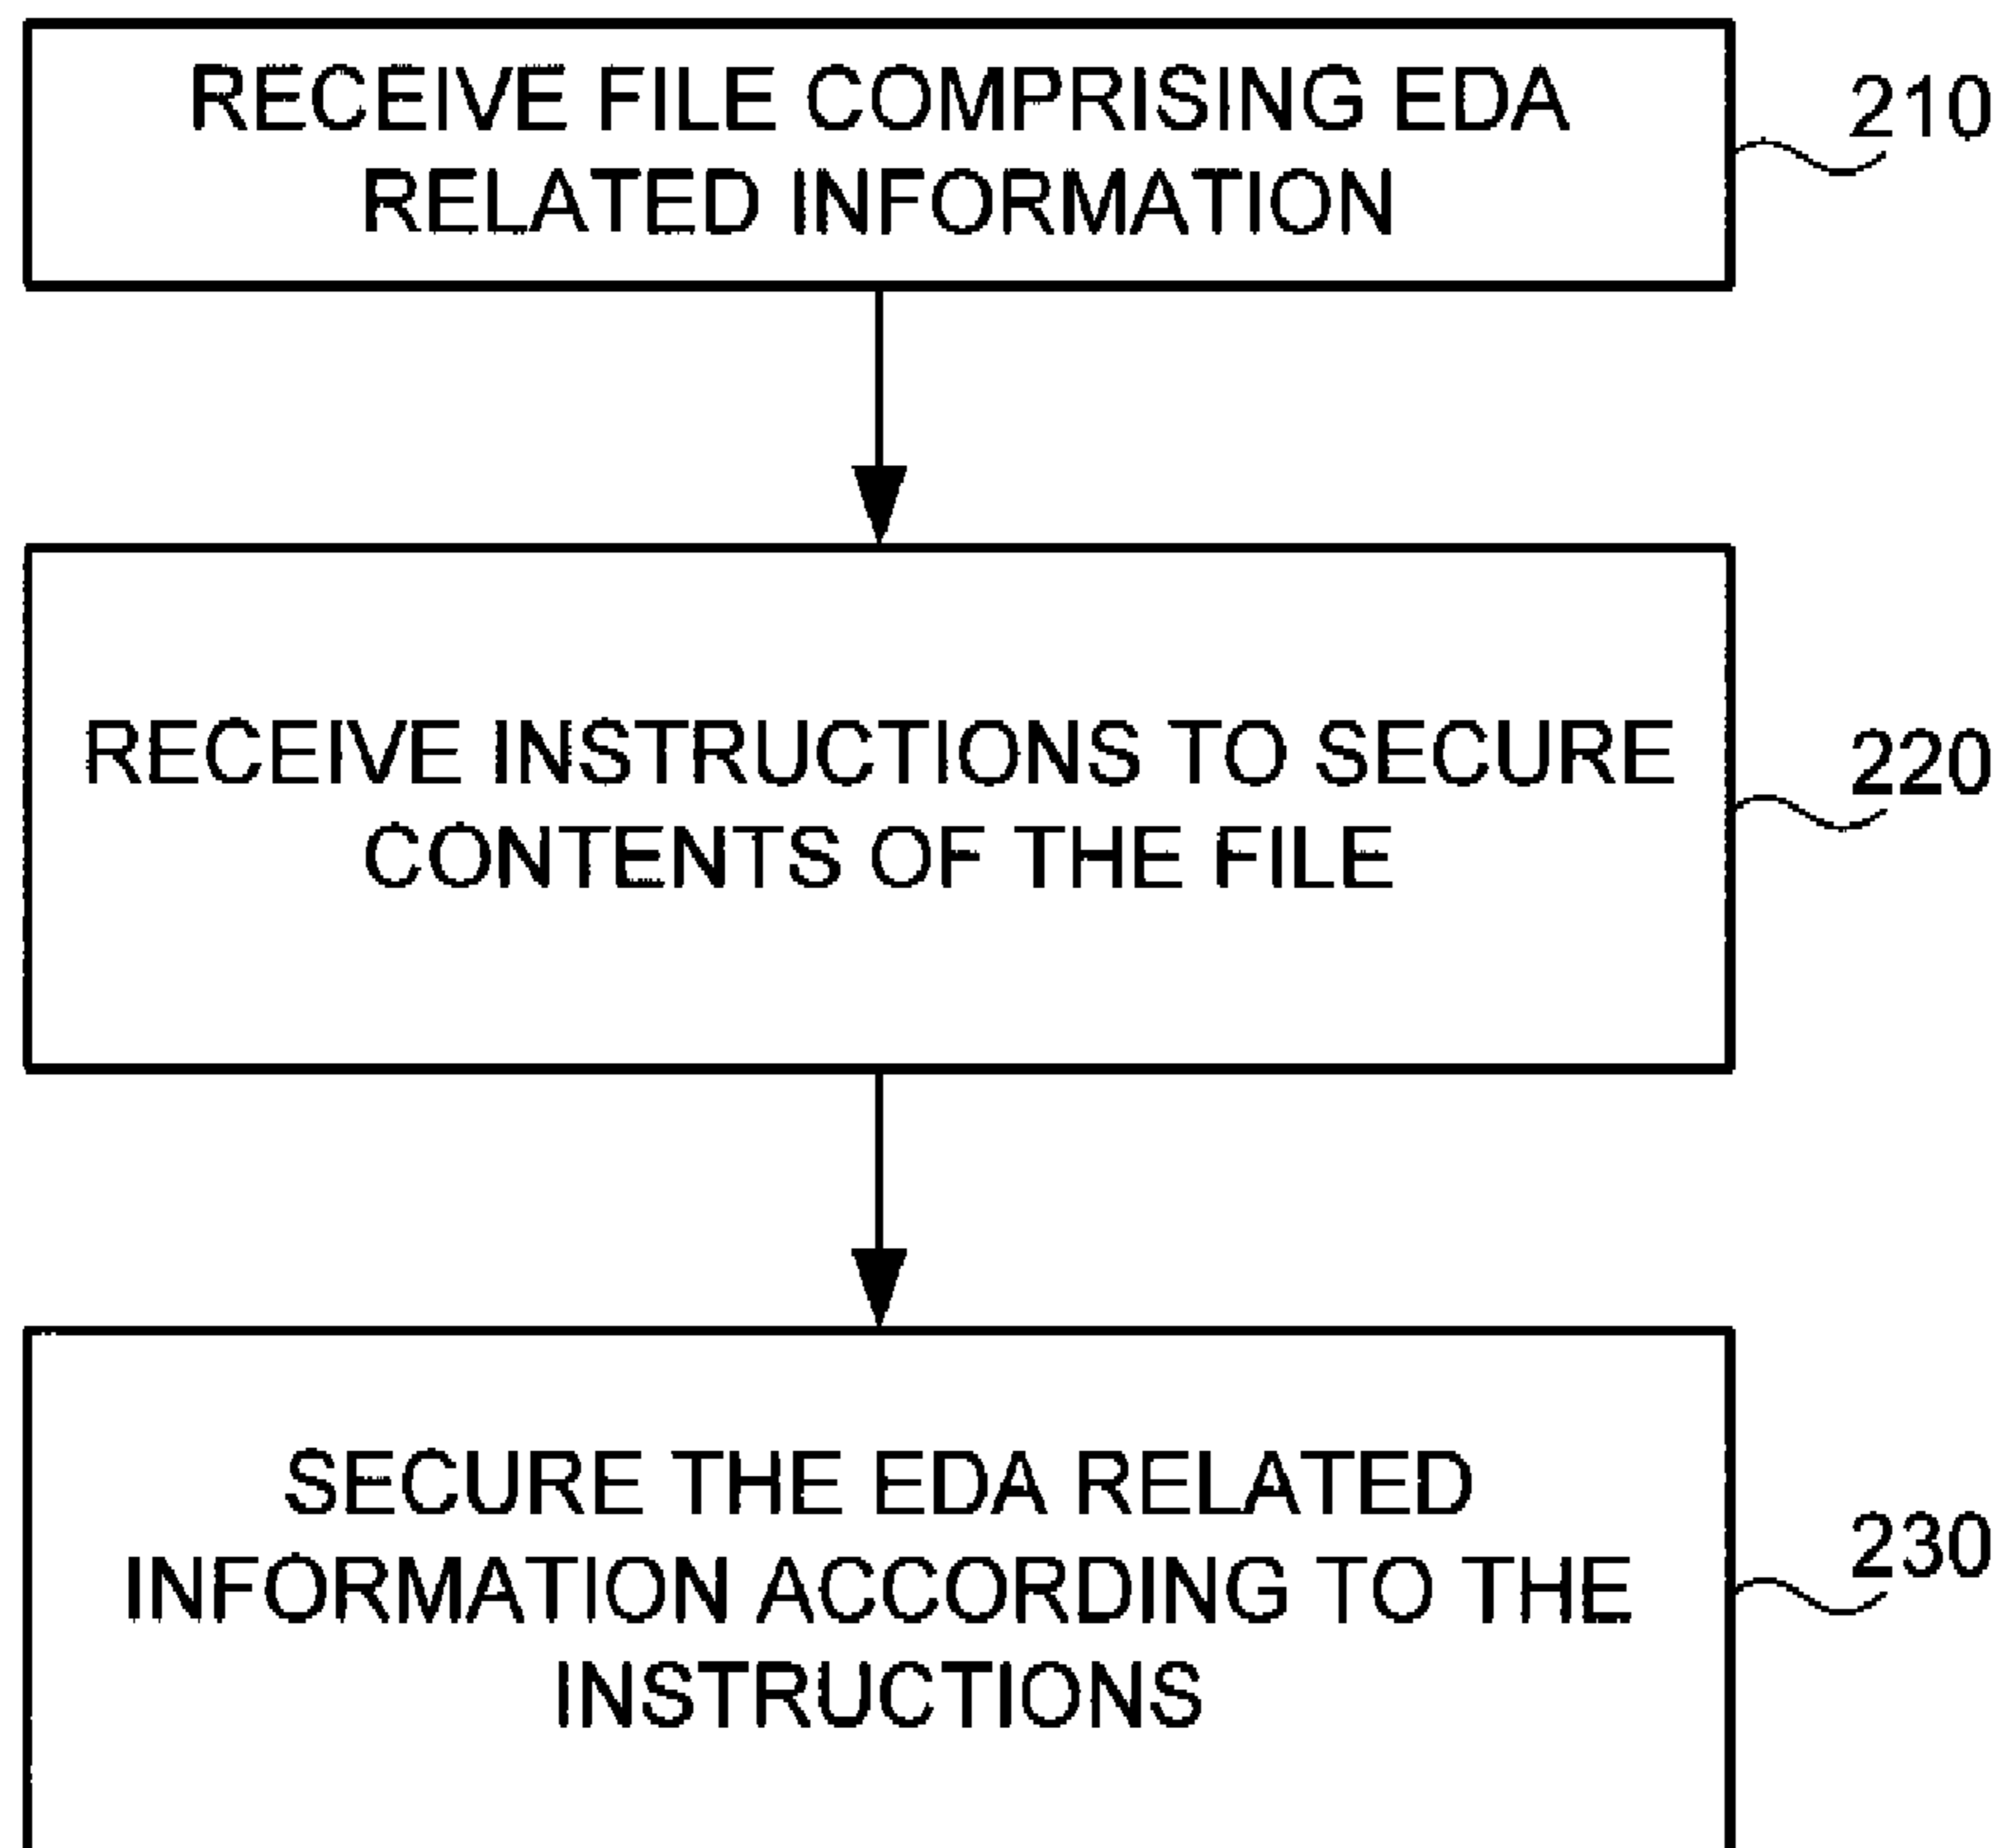 RECEIVE FILE COMPRISING EDA
RELATED INFORMATION
210
RECEIVE INSTRUCTIONS TO SECURE
CONTENTS OF THE FILE
220
SECURE THE EDA RELATED
INFORMATION ACCORDING TO THE
INSTRUCTIONS
230